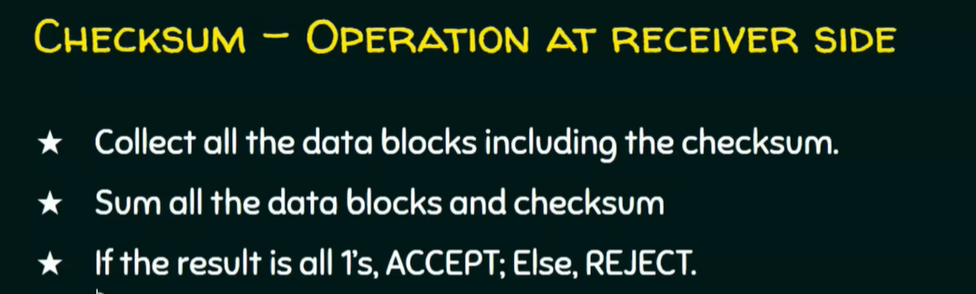 CHECKSUM – OPERATION AT RECEIVER SIDE
★ Collect all the data blocks including the checksum.
★ Sum all the data blocks and checksum
★ If the result is all 1's, ACCEPT; Else, REJECT.